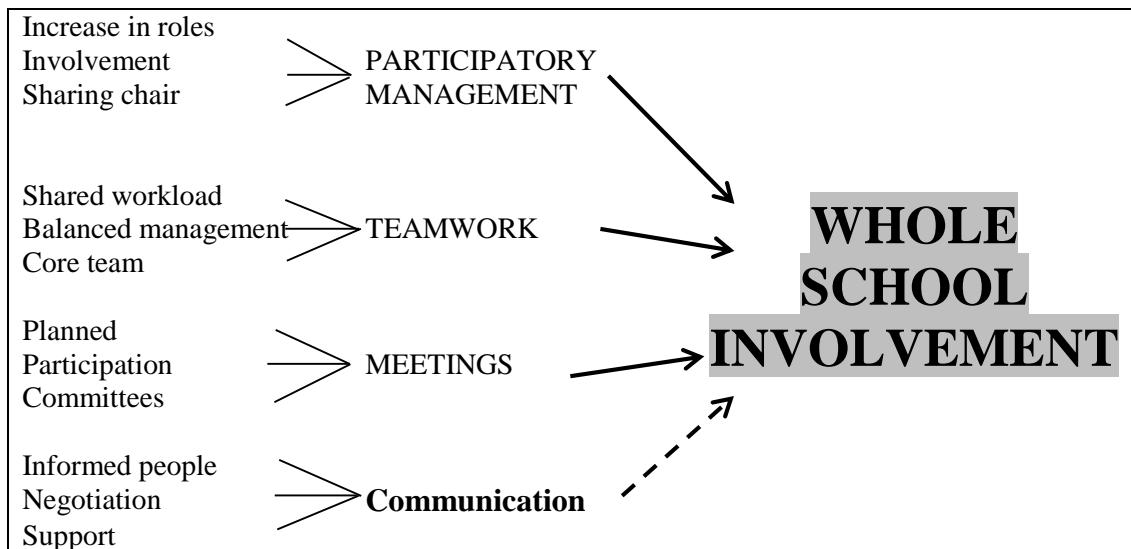 Increase in roles
Involvement
Sharing chair
PARTICIPATORY
MANAGEMENT
Shared workload
Balanced management
Core team
TEAMWORK
Planned
Participation
Committees
MEETINGS
Informed people
Negotiation
Support
Communication
WHOLE
SCHOOL
INVOLVEMENT